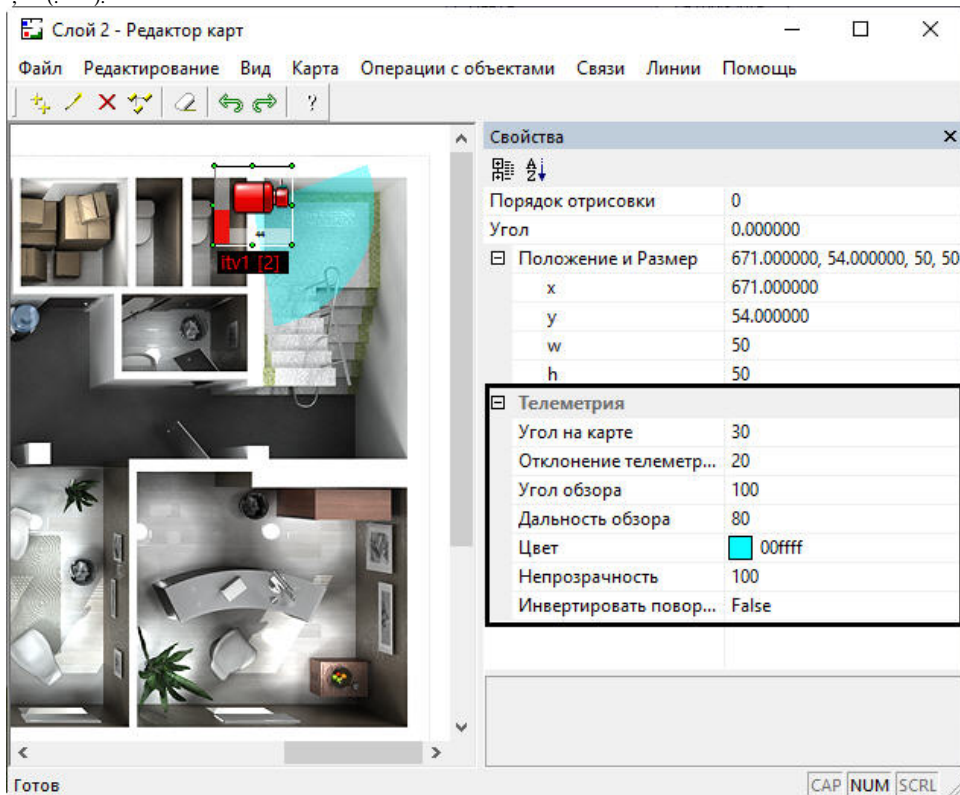 Слой 2 - Редактор карт
Файл Редактирование Вид Карта Операции с объектами Связи Линии Помощь
?
Свойства
Порядок отрисовки 0
Угол 0.000000
Положение и Размер 671.000000, 54.000000, 50, 50
x 671.000000
y 54.000000
w 50
h 50
Телеметрия
Угол на карте 30
Отклонение телеметр... 20
Угол обзора 100
Дальность обзора 80
Цвет 00ffff
Непрозрачность 100
Инвертировать повор... False
itv1 [2]
Готов CAP NUM SCRL